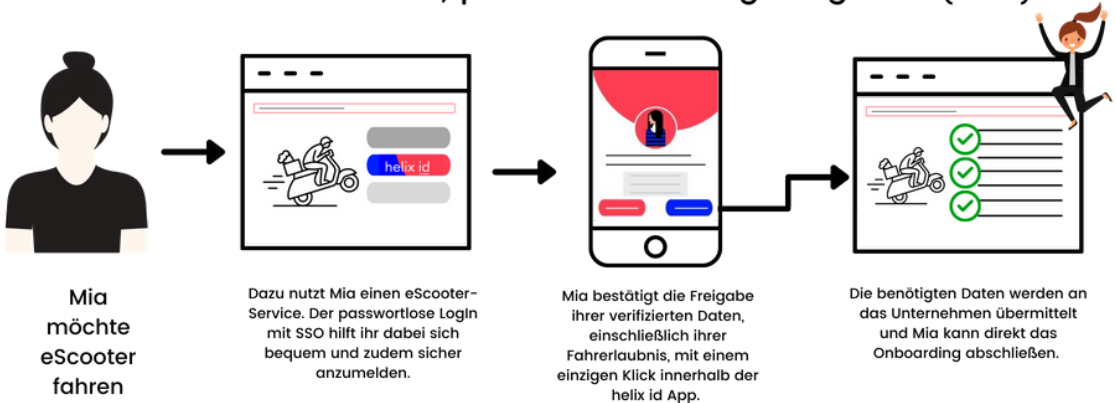 Mia
möchte
eScooter
fahren
helix id
Dazu nutzt Mia einen eScooter-
Service. Der passwortlose LogIn
mit SSO hilft ihr dabei sich
bequem und zudem sicher
anzumelden.
Mia bestätigt die Freigabe
ihrer verifizierten Daten,
einschließlich ihrer
Fahrerlaubnis, mit einem
einzigen Klick innerhalb der
helix id App.
Die benötigten Daten werden an
das Unternehmen übermittelt
und Mia kann direkt das
Onboarding abschließen.